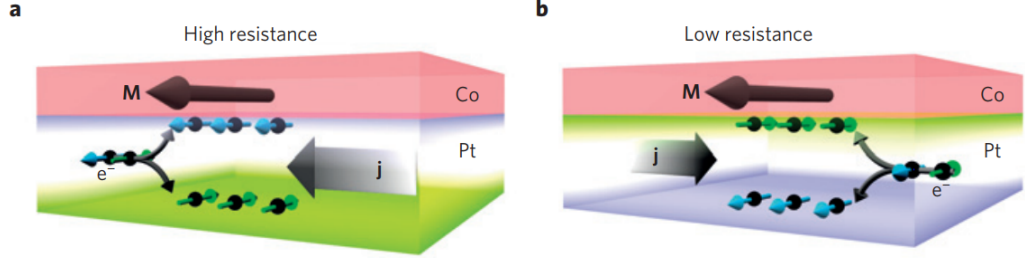 a
High resistance
M
Co
Pt
j
e⁻
b
Low resistance
M
Co
Pt
j
e⁻